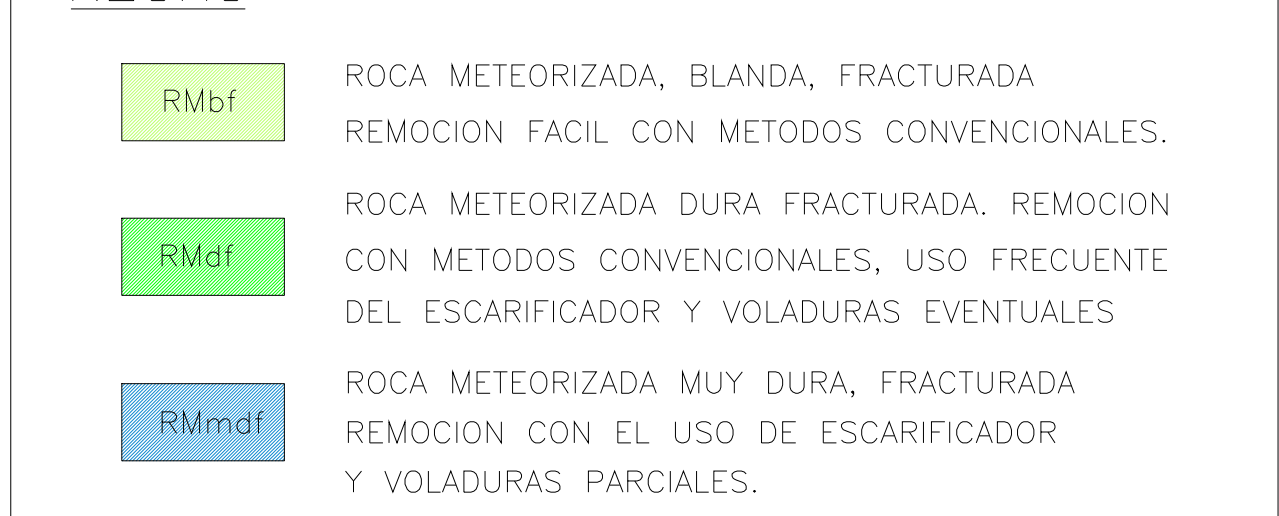 RMbf
ROCA METEORIZADA, BLANDA, FRACTURADA
REMOCION FACIL CON METODOS CONVENCIONALES.
RMdf
ROCA METEORIZADA DURA FRACTURADA. REMOCION
CON METODOS CONVENCIONALES, USO FRECUENTE
DEL ESCARIFICADOR Y VOLADURAS EVENTUALES
RMmdf
ROCA METEORIZADA MUY DURA, FRACTURADA
REMOCION CON EL USO DE ESCARIFICADOR
Y VOLADURAS PARCIALES.